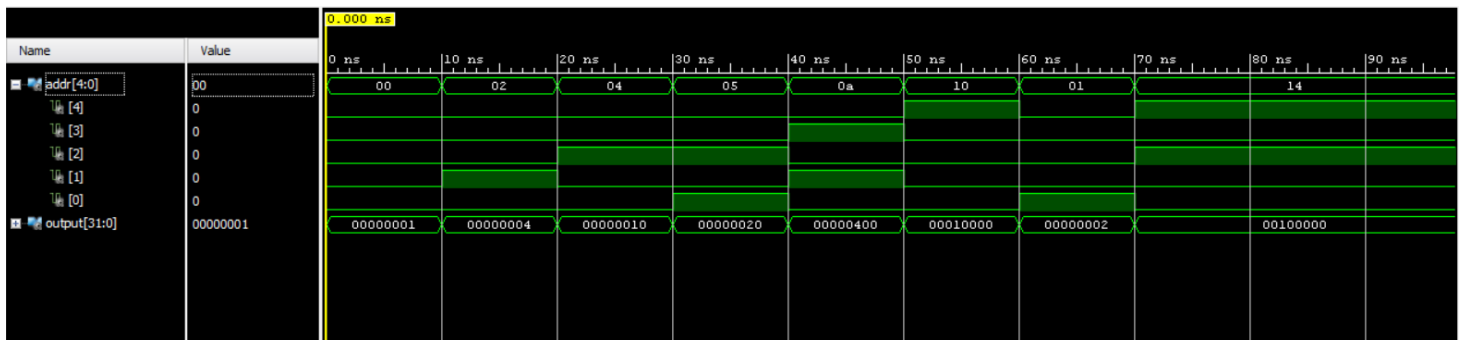 0.000 ns
Name Value
0 ns 10 ns 20 ns 30 ns 40 ns 50 ns 60 ns 70 ns 80 ns 90 ns
addr[4:0] 00 00 02 04 05 0a 10 01 14
[4] 0
[3] 0
[2] 0
[1] 0
[0] 0
output[31:0] 00000001 00000001 00000004 00000010 00000020 00000400 00010000 00000002 00100000